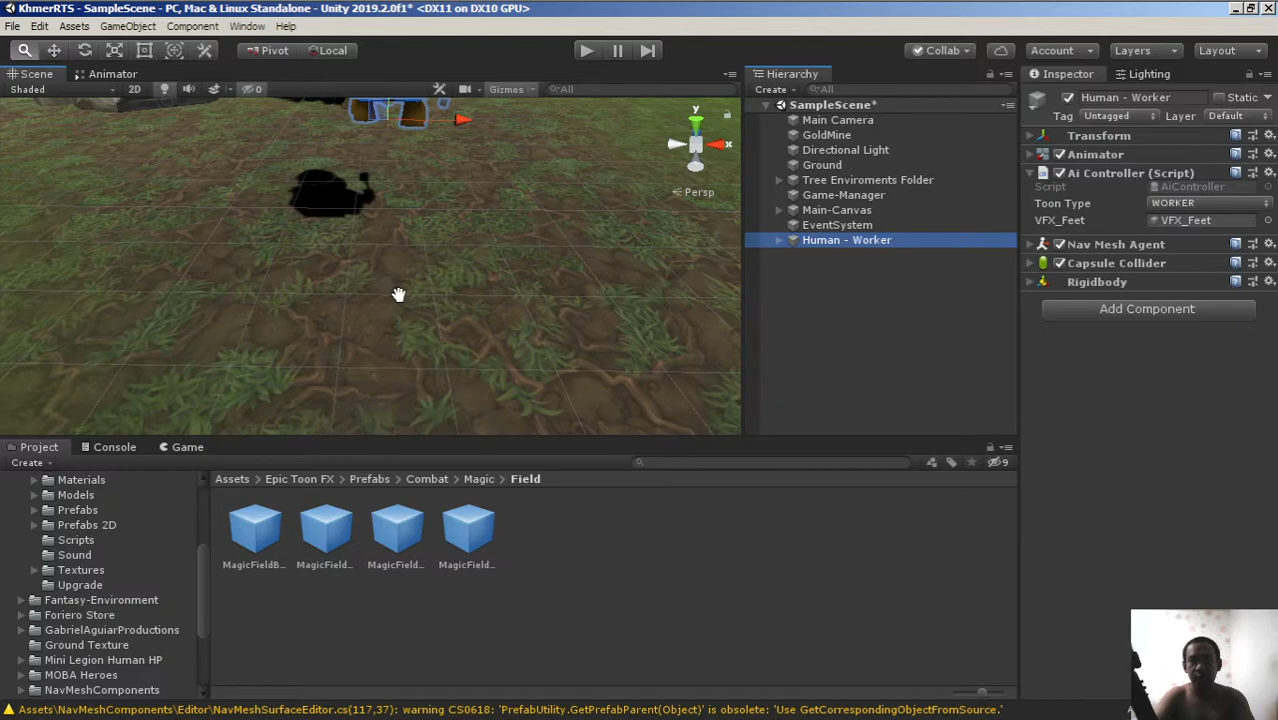 KhmerRTS - SampleScene - PC, Mac & Linux Standalone - Unity 2019.2.0f1* <DX11 on DX10 GPU>
File Edit Assets GameObject Component Window Help
Pivot Local Collab Account Layers Layout
Scene Animator
Shaded 2D 0 Gizmos All
y
x
Persp
Hierarchy
Create All
SampleScene*
Main Camera
GoldMine
Directional Light
Ground
Tree Enviroments Folder
Game-Manager
Main-Canvas
EventSystem
Human - Worker
Inspector Lighting
Human - Worker Static
Tag Untagged Layer Default
Transform
Animator
Ai Controller (Script)
Script AiController
Toon Type WORKER
VFX_Feet VFX_Feet
Nav Mesh Agent
Capsule Collider
Rigidbody
Add Component
Project Console Game
Create 9
Materials
Models
Prefabs
Prefabs 2D
Scripts
Sound
Textures
Upgrade
Fantasy-Environment
Foriero Store
GabrielAguiarProductions
Ground Texture
Mini Legion Human HP
MOBA Heroes
NavMeshComponents
Assets > Epic Toon FX > Prefabs > Combat > Magic > Field
MagicFieldB... MagicField... MagicField... MagicField...
Assets\NavMeshComponents\Editor\NavMeshSurfaceEditor.cs(117,37): warning CS0618: 'PrefabUtility.GetPrefabParent(Object)' is obsolete: 'Use GetCorrespondingObjectFromSource.'